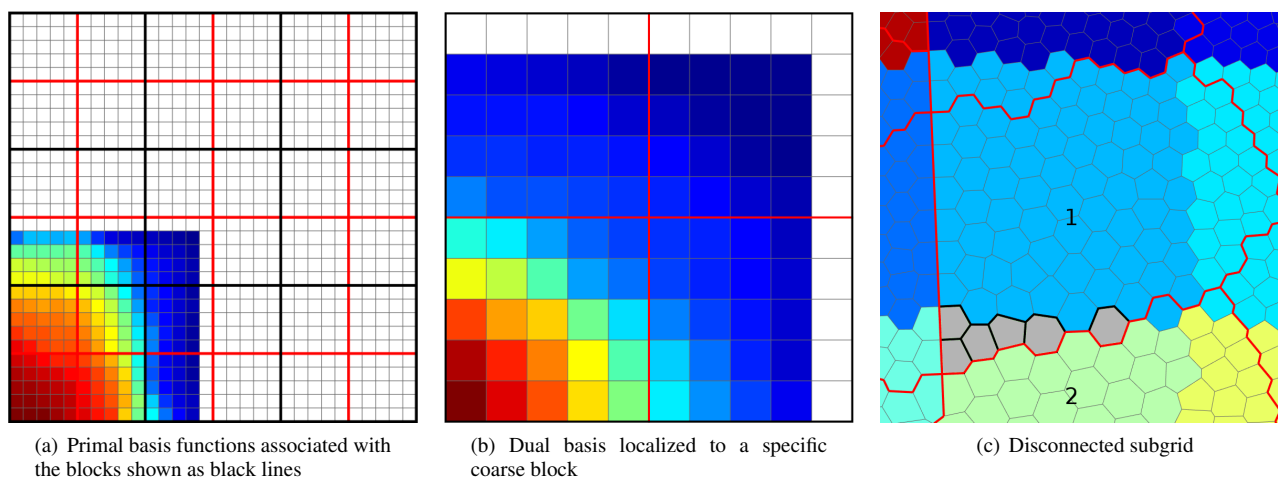 1
2
(a) Primal basis functions associated with
the blocks shown as black lines
(b) Dual basis localized to a specific
coarse block
(c) Disconnected subgrid